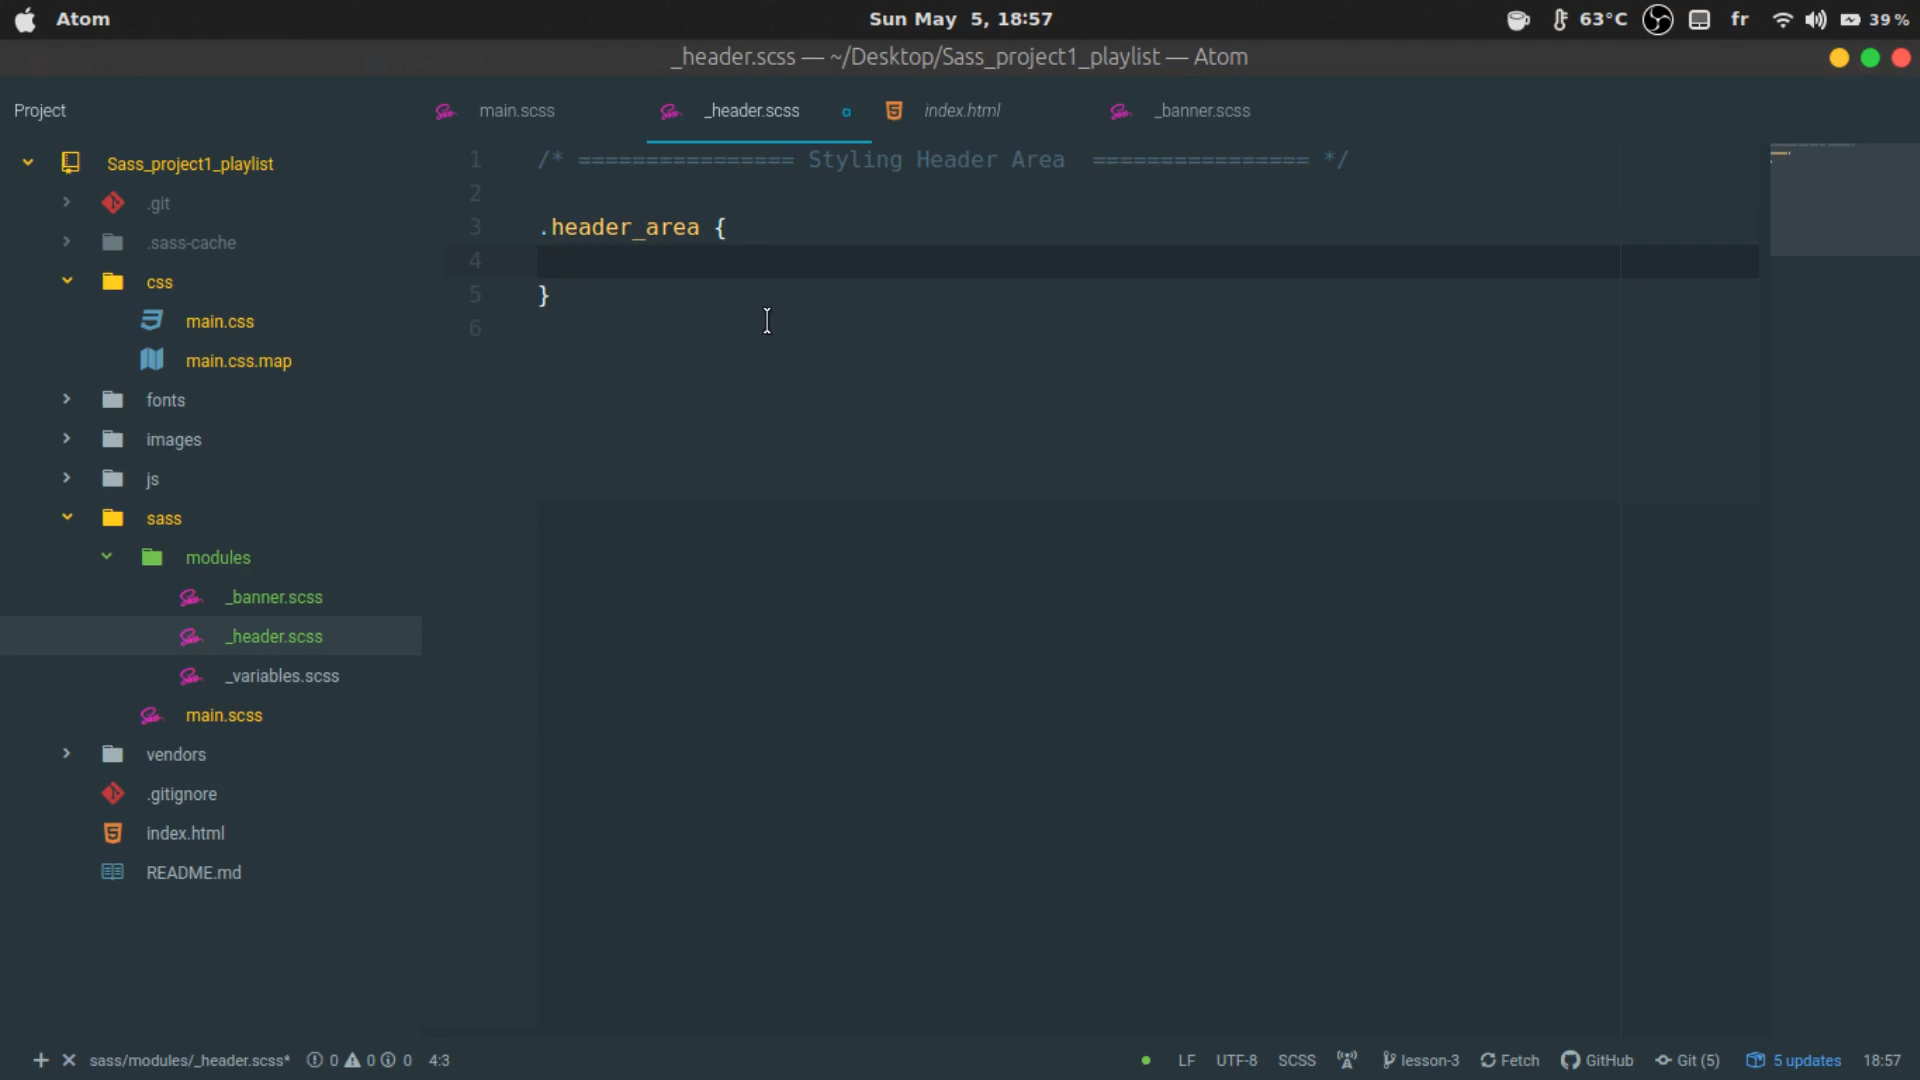 Atom
Sun May 5, 18:57
63°C
fr
39%
_header.scss — ~/Desktop/Sass_project1_playlist — Atom
Project
main.scss
_header.scss
index.html
_banner.scss
Sass_project1_playlist
.git
.sass-cache
css
main.css
main.css.map
fonts
images
js
sass
modules
_banner.scss
_header.scss
_variables.scss
main.scss
vendors
.gitignore
index.html
README.md
1 /* ================ Styling Header Area ================ */
2
3 .header_area {
4
5 }
6
sass/modules/_header.scss* 0 0 0 4:3
LF UTF-8 SCSS lesson-3 Fetch GitHub Git (5) 5 updates 18:57